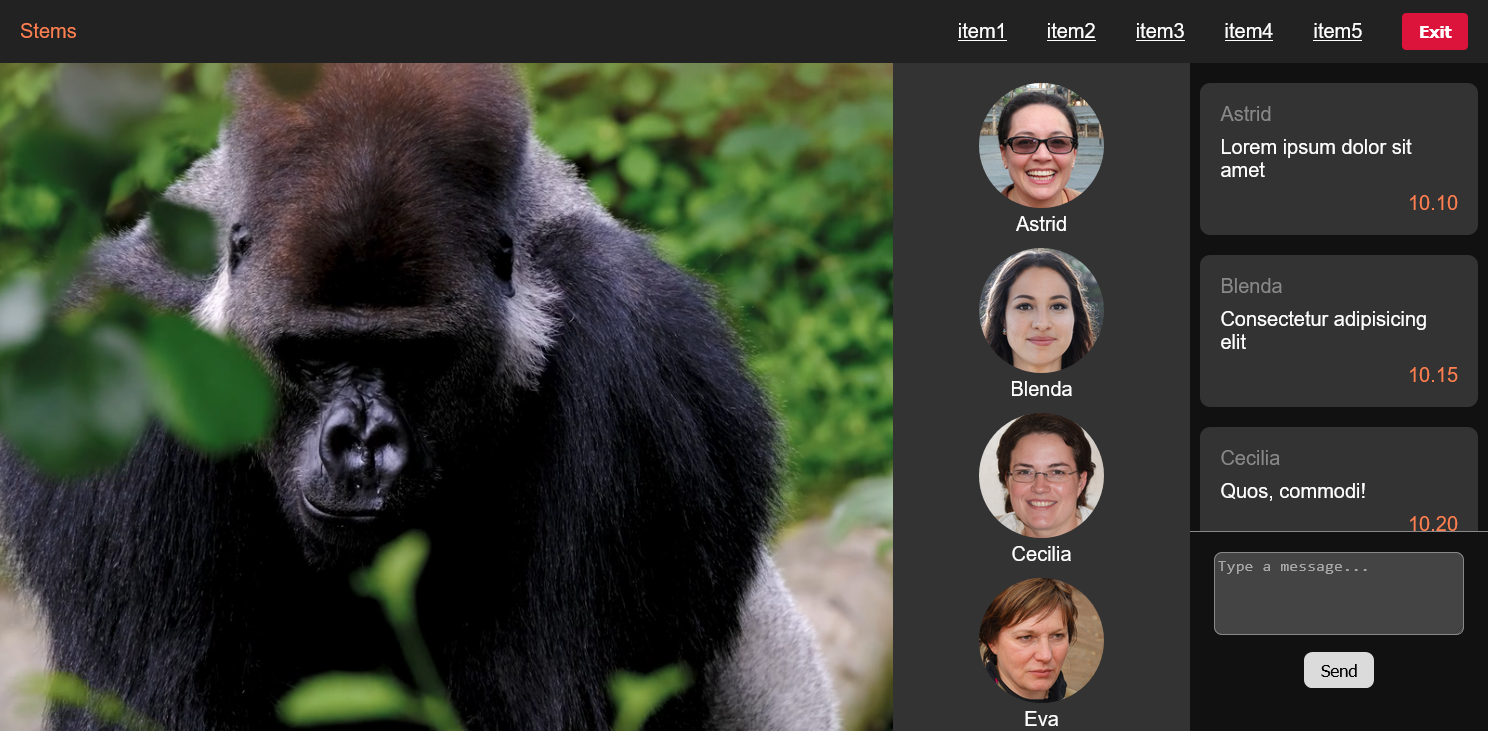 Stems
item1 item2 item3 item4 item5 Exit
Astrid
Blenda
Cecilia
Eva
Astrid
Lorem ipsum dolor sit
amet
10.10
Blenda
Consectetur adipisicing
elit
10.15
Cecilia
Quos, commodi!
10.20
Type a message...
Send